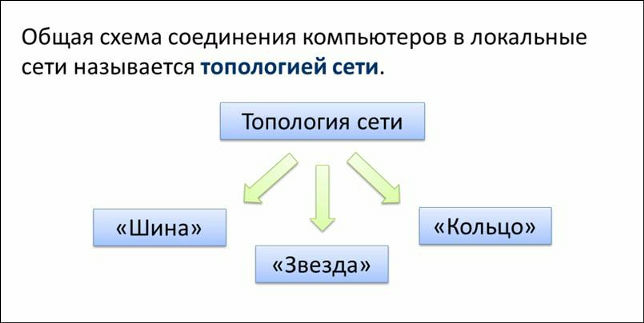 Общая схема соединения компьютеров в локальные
сети называется топологией сети.
Топология сети
«Шина»
«Звезда»
«Кольцо»